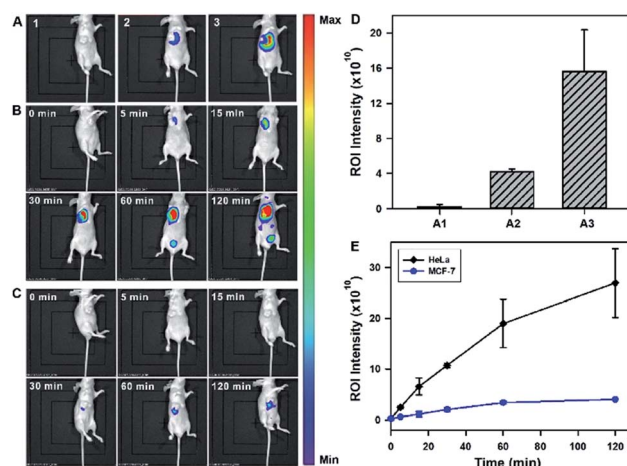 A
1
2
3
Max
B
0 min
5 min
15 min
30 min
60 min
120 min
C
0 min
5 min
15 min
30 min
60 min
120 min
Min
D
ROI Intensity (x10^10)
20
16
12
8
4
0
A1
A2
A3
E
HeLa
MCF-7
ROI Intensity (x10^10)
30
20
10
0
0
20
40
60
80
100
120
Time (min)